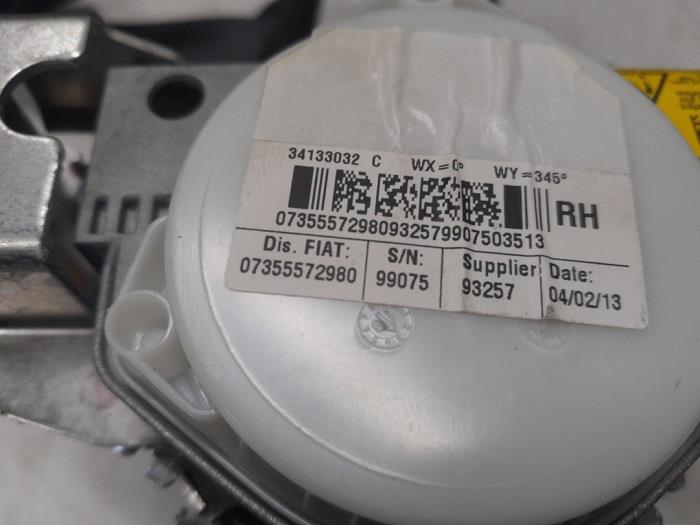 34133032 C WX=0° WY=345°
RH
07355572980932579907503513
Dis. FIAT: S/N: Supplier: Date:
07355572980 99075 93257 04/02/13